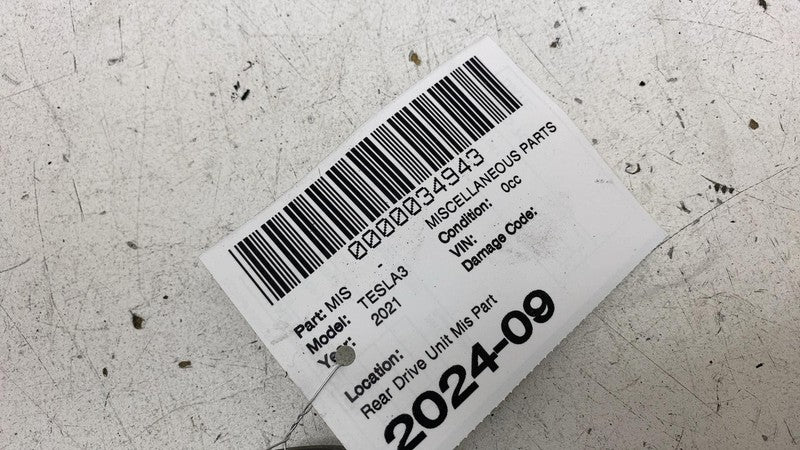 0000034943
Part: MIS - MISCELLANEOUS PARTS
Model: TESLA3 Condition: 0cc
Year: 2021 VIN:
Damage Code:
Location:
Rear Drive Unit Mis Part
2024-09